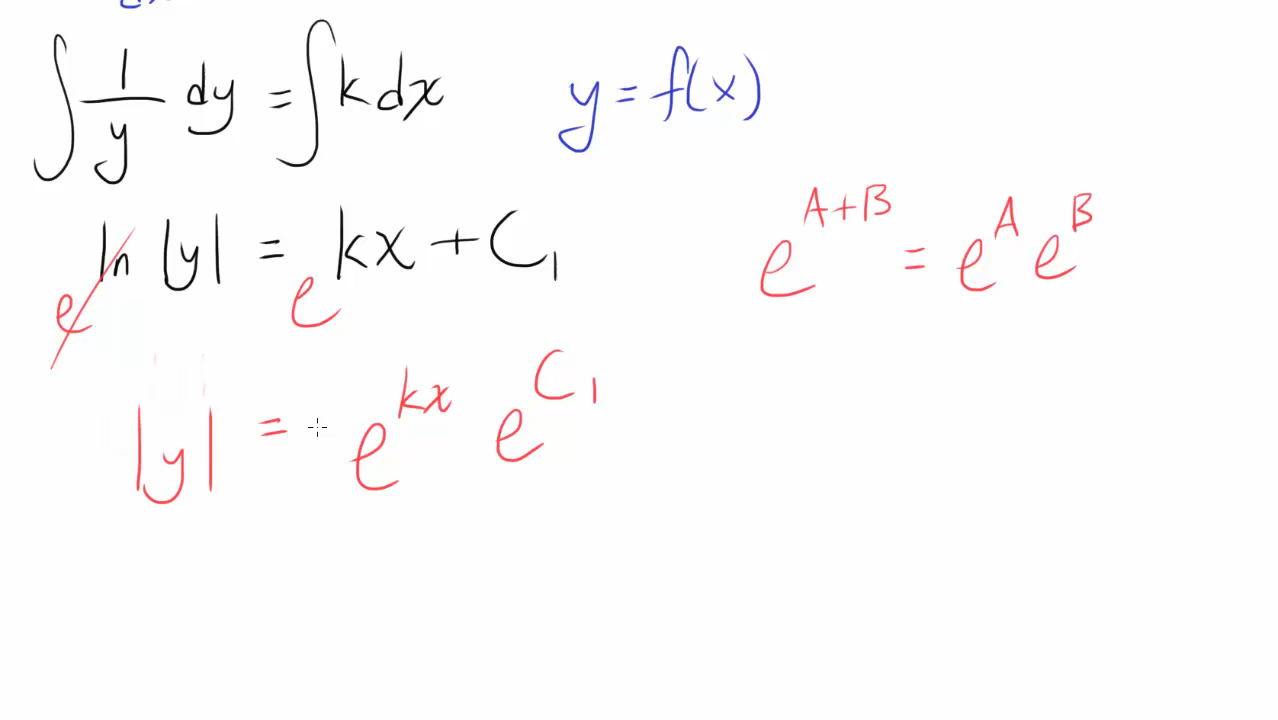 ∫ 1/y dy = ∫ k dx    y = f(x)
e^(A+B) = e^A e^B
e^(ln |y|) = e^(kx + C₁)
|y| = e^(kx) e^(C₁)